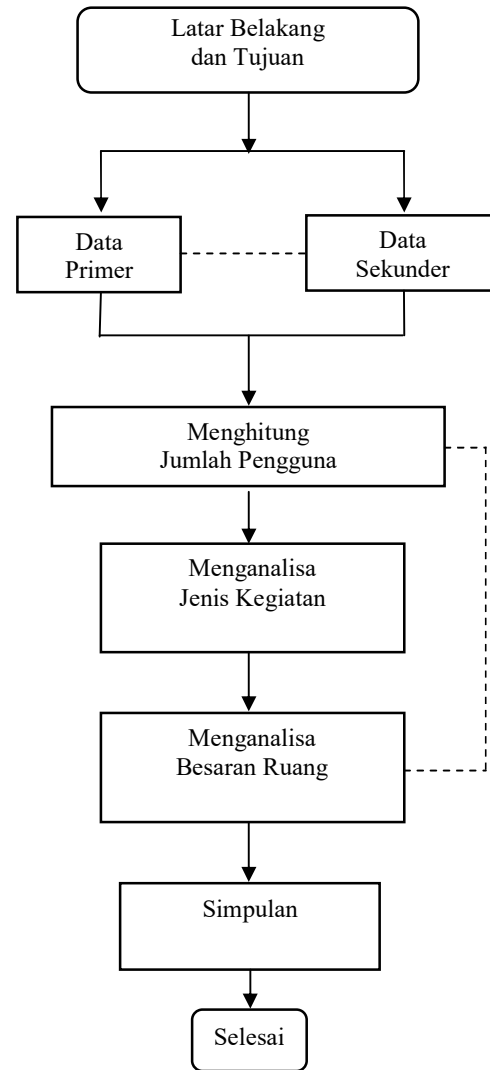 Latar Belakang
dan Tujuan
Data
Primer
Data
Sekunder
Menghitung
Jumlah Pengguna
Menganalisa
Jenis Kegiatan
Menganalisa
Besaran Ruang
Simpulan
Selesai